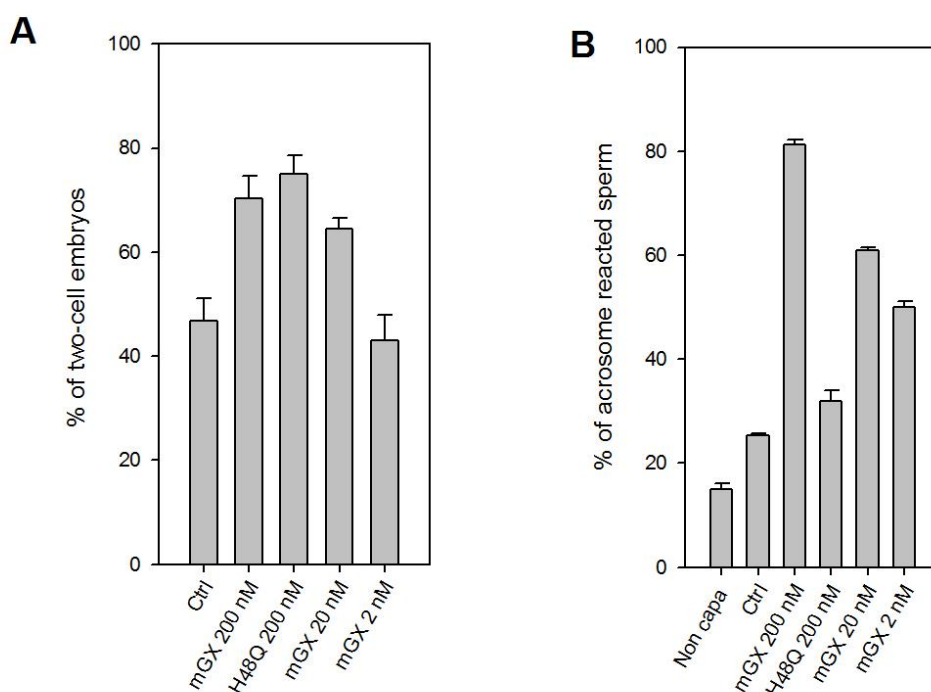 A
% of two-cell embryos
100
80
60
40
20
0
Ctrl
mGX 200 nM
H48Q 200 nM
mGX 20 nM
mGX 2 nM
B
% of acrosome reacted sperm
100
80
60
40
20
0
Non capa
Ctrl
mGX 200 nM
H48Q 200 nM
mGX 20 nM
mGX 2 nM